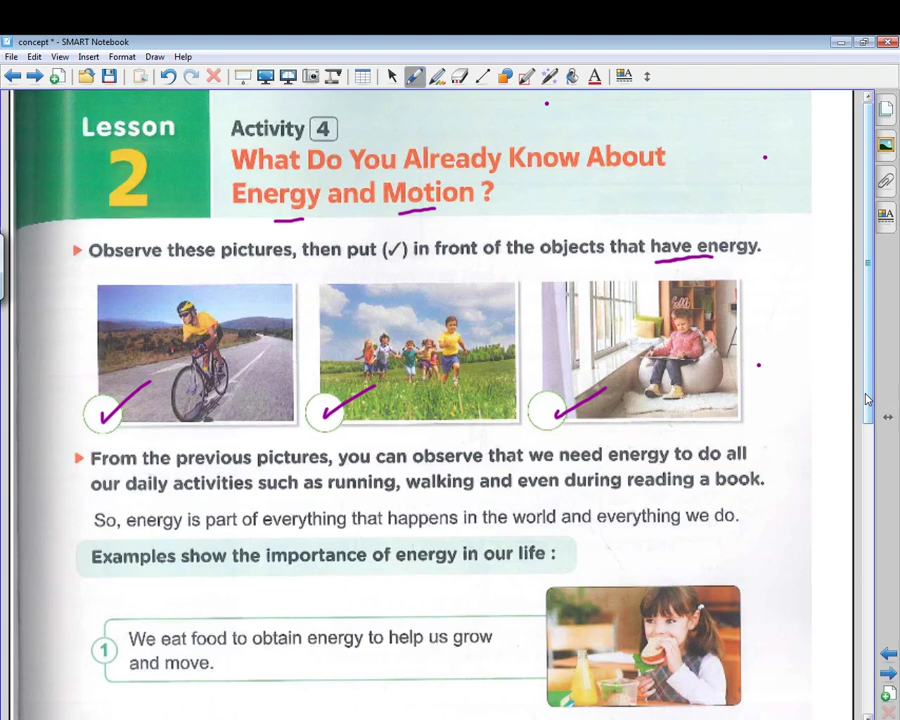 concept * - SMART Notebook
File Edit View Insert Format Draw Help
Lesson
2
Activity 4
What Do You Already Know About
Energy and Motion ?
Observe these pictures, then put (✓) in front of the objects that have energy.
From the previous pictures, you can observe that we need energy to do all
our daily activities such as running, walking and even during reading a book.
So, energy is part of everything that happens in the world and everything we do.
Examples show the importance of energy in our life :
1 We eat food to obtain energy to help us grow
and move.